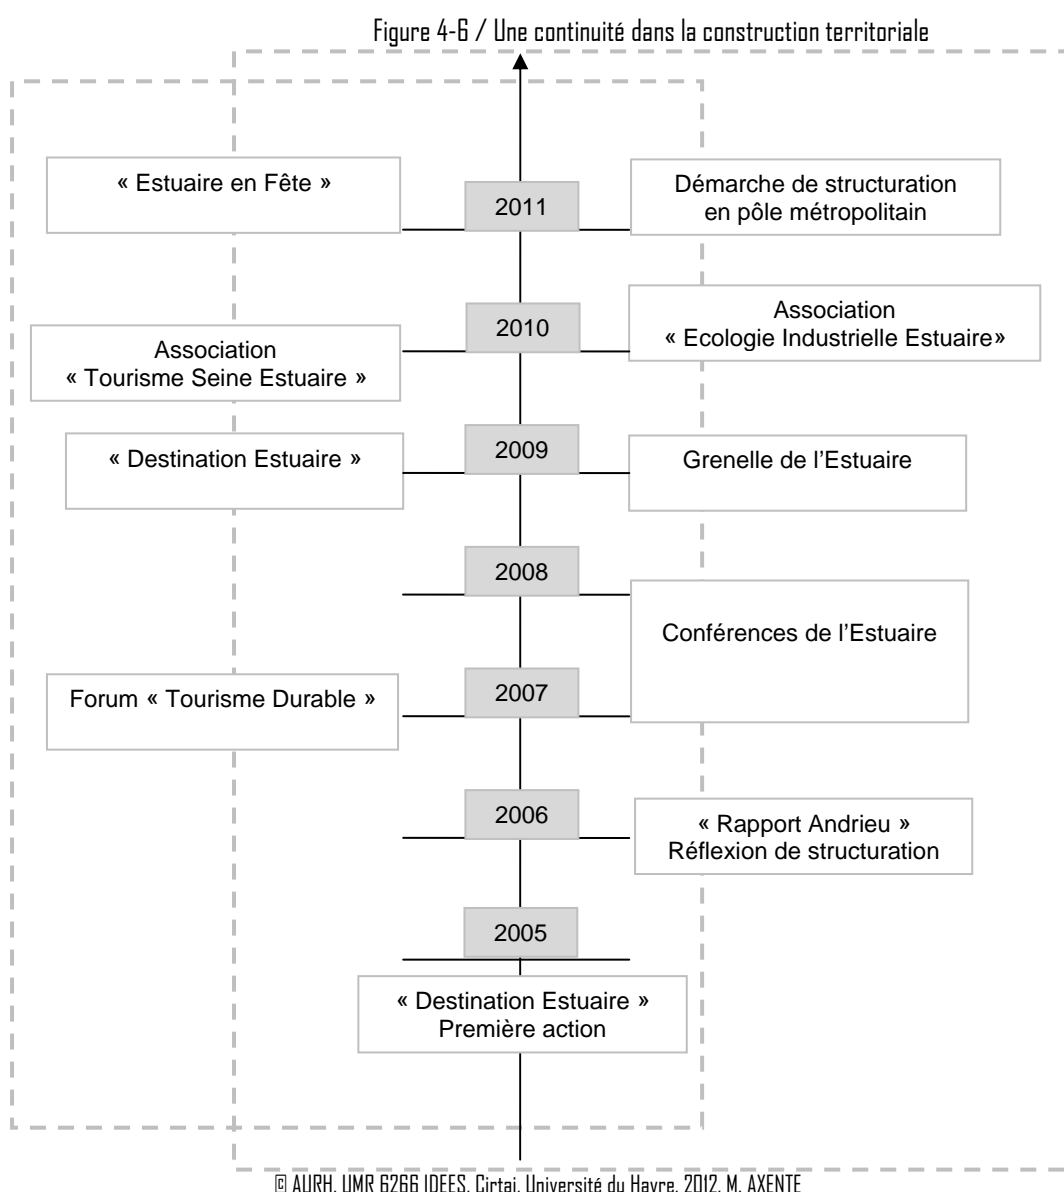 Figure 4-6 / Une continuité dans la construction territoriale
« Estuaire en Fête »
2011
Démarche de structuration
en pôle métropolitain
2010
Association
« Ecologie Industrielle Estuaire»
Association
« Tourisme Seine Estuaire »
2009
« Destination Estuaire »
Grenelle de l’Estuaire
2008
Conférences de l’Estuaire
2007
Forum « Tourisme Durable »
2006
« Rapport Andrieu »
Réflexion de structuration
2005
« Destination Estuaire »
Première action
© AURH, UMR 6266 IDEES, Cirtai, Université du Havre, 2012, M. AXENTE